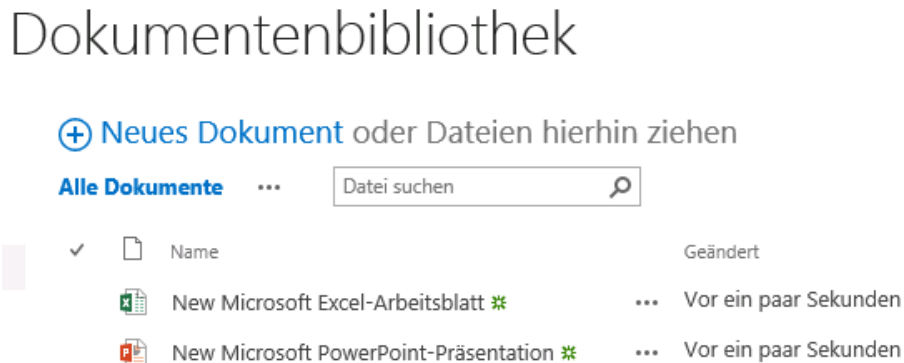 Dokumentenbibliothek
Neues Dokument oder Dateien hierhin ziehen
Alle Dokumente ... Datei suchen
Name Geändert
New Microsoft Excel-Arbeitsblatt ... Vor ein paar Sekunden
New Microsoft PowerPoint-Präsentation ... Vor ein paar Sekunden